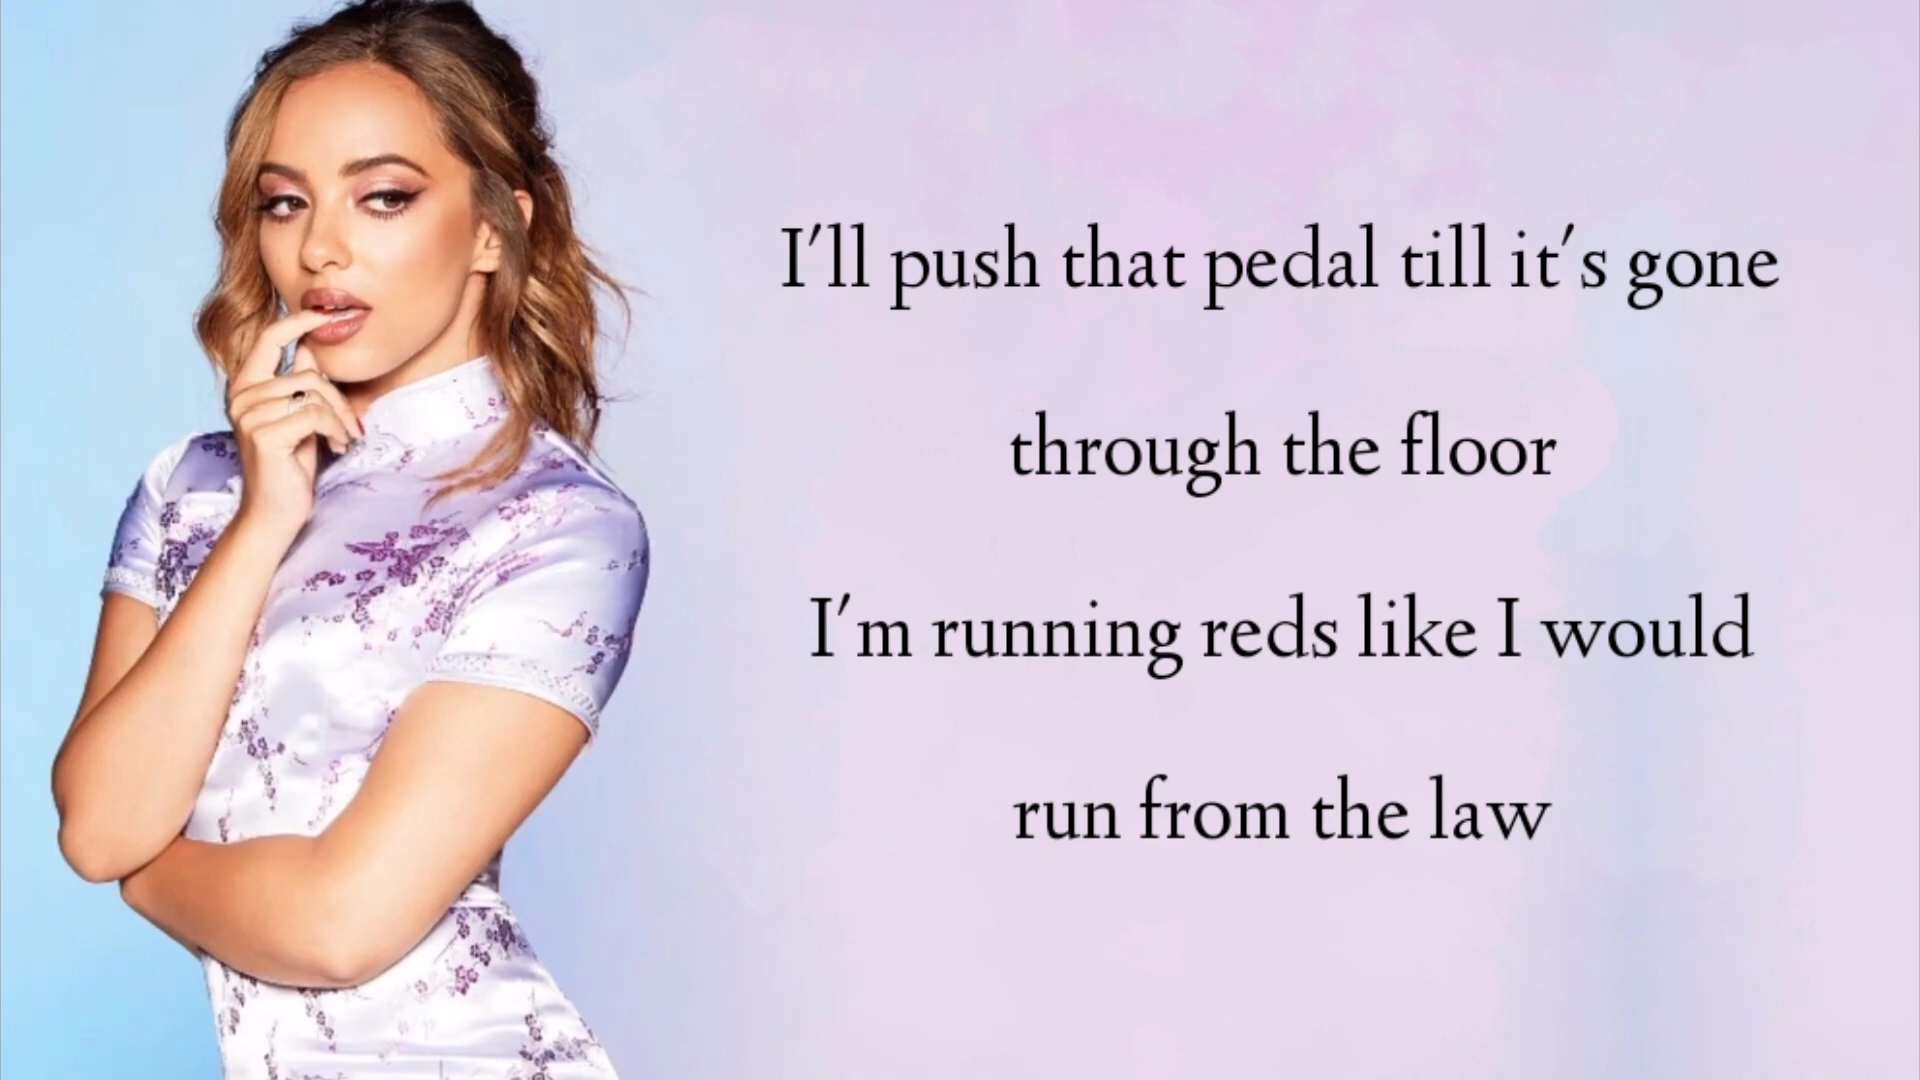 I'll push that pedal till it's gone
through the floor
I'm running reds like I would
run from the law